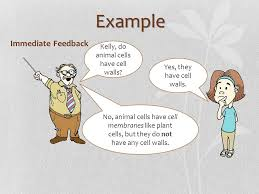 Example
Immediate Feedback
Kelly, do
animal cells
have cell
walls?
Yes, they
have cell
walls.
No, animal cells have cell
membranes like plant
cells, but they do not
have any cell walls.